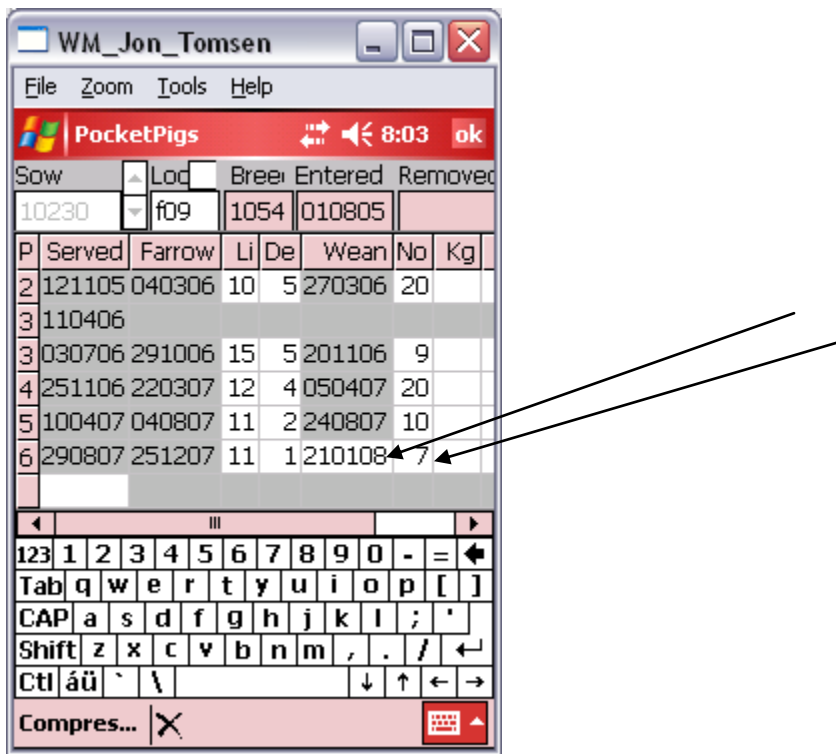 WM_Jon_Tomsen
File Zoom Tools Help
PocketPigs 8:03 ok
Sow Loc Bree Entered Removed
10230 f09 1054 010805
P Served Farrow Li De Wean No Kg
2 121105 040306 10 5 270306 20
3 110406
3 030706 291006 15 5 201106 9
4 251106 220307 12 4 050407 20
5 100407 040807 11 2 240807 10
6 290807 251207 11 1 210108 7
123 1 2 3 4 5 6 7 8 9 0 - =
Tab q w e r t y u i o p [ ]
CAP a s d f g h j k l ; '
Shift z x c v b n m , . /
Ctl áü ` \ ↓ ↑ ← →
Compres...